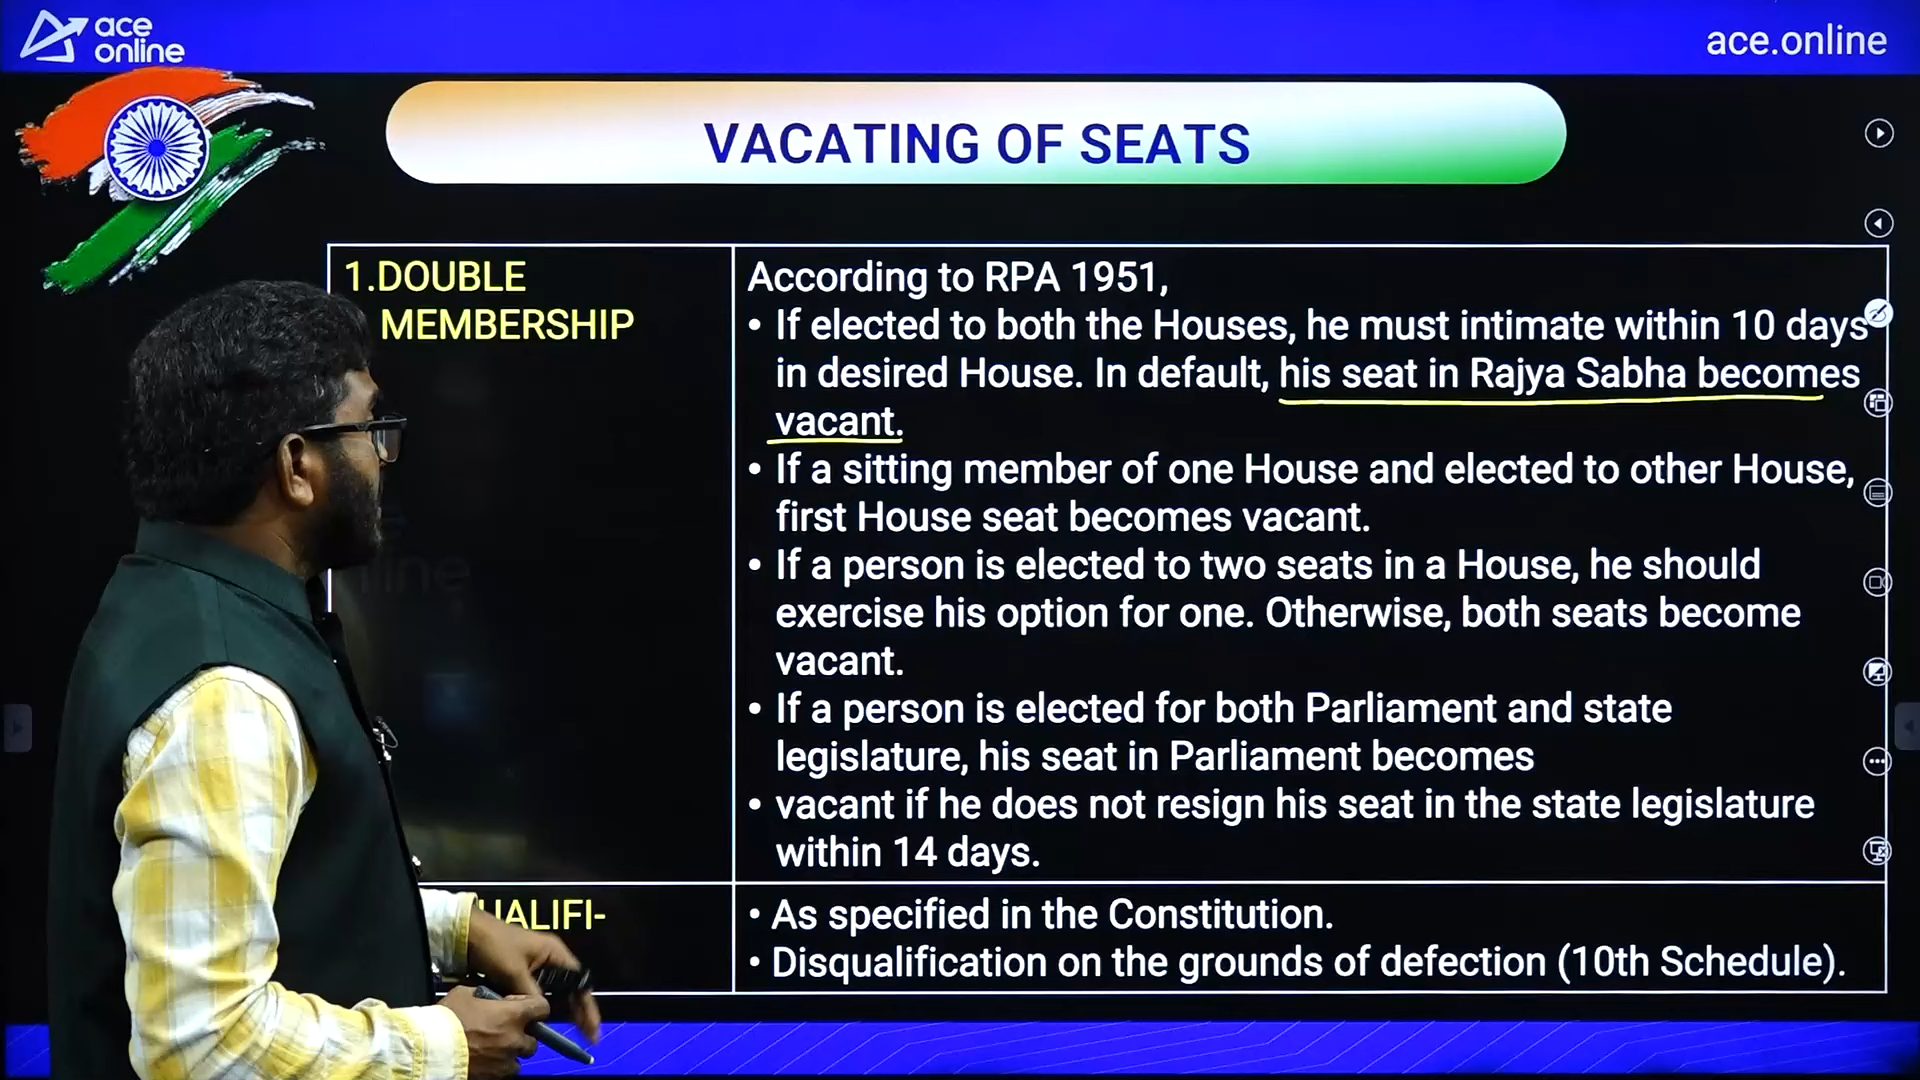 ace
online
ace.online
VACATING OF SEATS
1.DOUBLE
MEMBERSHIP
According to RPA 1951,
• If elected to both the Houses, he must intimate within 10 days
in desired House. In default, his seat in Rajya Sabha becomes
vacant.
• If a sitting member of one House and elected to other House,
first House seat becomes vacant.
• If a person is elected to two seats in a House, he should
exercise his option for one. Otherwise, both seats become
vacant.
• If a person is elected for both Parliament and state
legislature, his seat in Parliament becomes
• vacant if he does not resign his seat in the state legislature
within 14 days.
UALIFI-
• As specified in the Constitution.
• Disqualification on the grounds of defection (10th Schedule).